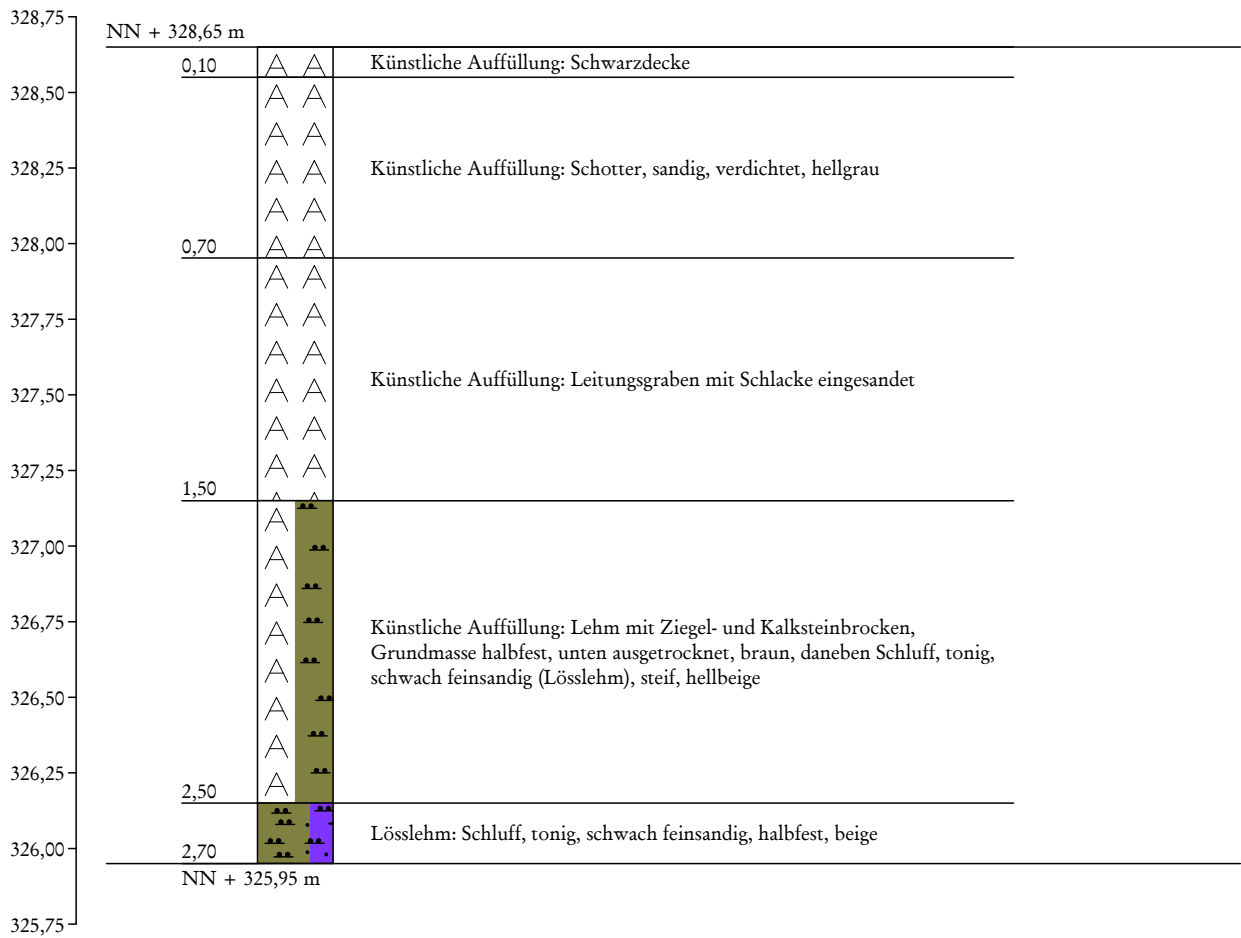 328,75
NN + 328,65 m
0,10
Künstliche Auffüllung: Schwarzdecke
328,50
328,25
Künstliche Auffüllung: Schotter, sandig, verdichtet, hellgrau
328,00
0,70
327,75
327,50
Künstliche Auffüllung: Leitungsgraben mit Schlacke eingesandet
327,25
1,50
327,00
326,75
Künstliche Auffüllung: Lehm mit Ziegel- und Kalksteinbrocken,
Grundmasse halbfest, unten ausgetrocknet, braun, daneben Schluff, tonig,
schwach feinsandig (Lösslehm), steif, hellbeige
326,50
326,25
2,50
Lösslehm: Schluff, tonig, schwach feinsandig, halbfest, beige
326,00
2,70
NN + 325,95 m
325,75